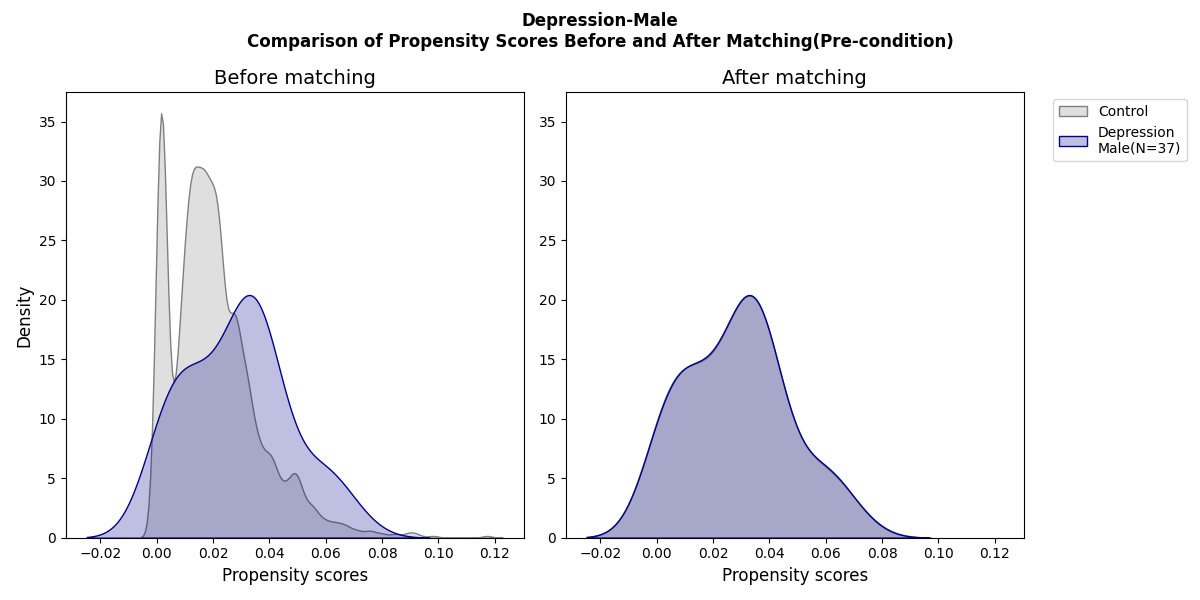 Depression-Male
Comparison of Propensity Scores Before and After Matching(Pre-condition)
Before matching
Density
35
30
25
20
15
10
5
0
−0.02 0.00 0.02 0.04 0.06 0.08 0.10 0.12
Propensity scores
After matching
35
30
25
20
15
10
5
0
−0.02 0.00 0.02 0.04 0.06 0.08 0.10 0.12
Propensity scores
Control
Depression
Male(N=37)